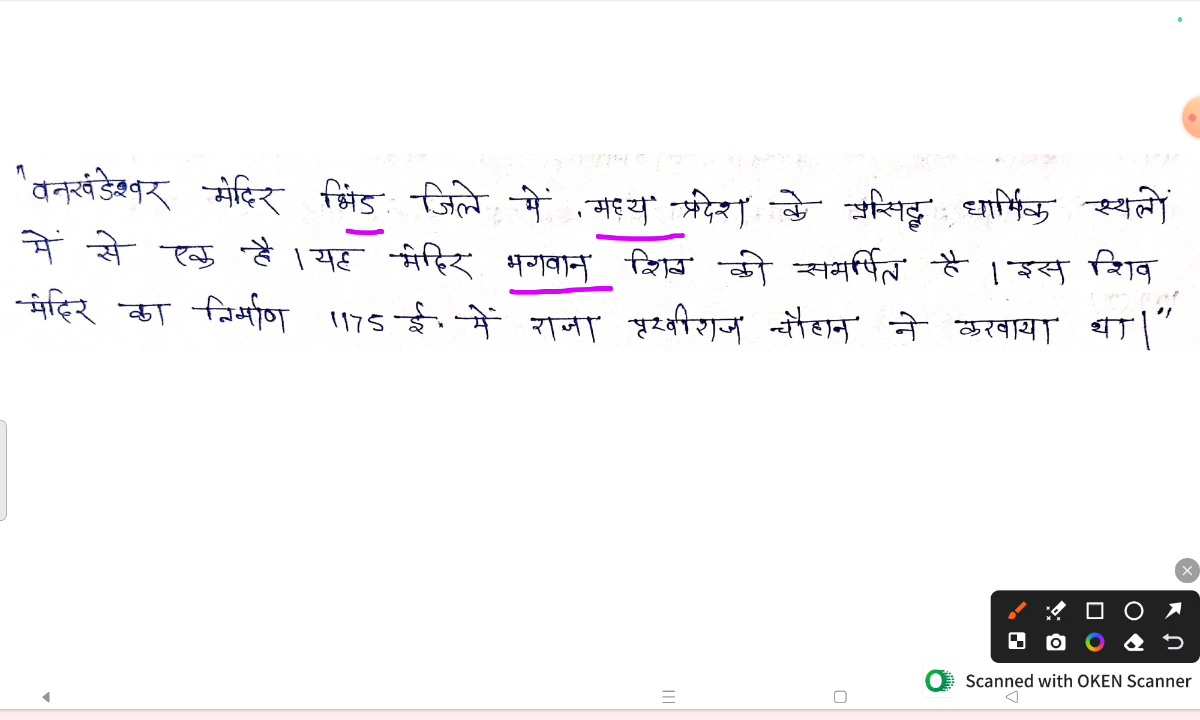 "वनखंडेश्वर मंदिर भिंड जिले में मध्य प्रदेश के प्रसिद्ध धार्मिक स्थलों
में से एक है । यह मंदिर भगवान शिव को समर्पित है । इस शिव
मंदिर का निर्माण 1175 ई. में राजा पृथ्वीराज चौहान ने करवाया था।"
Scanned with OKEN Scanner